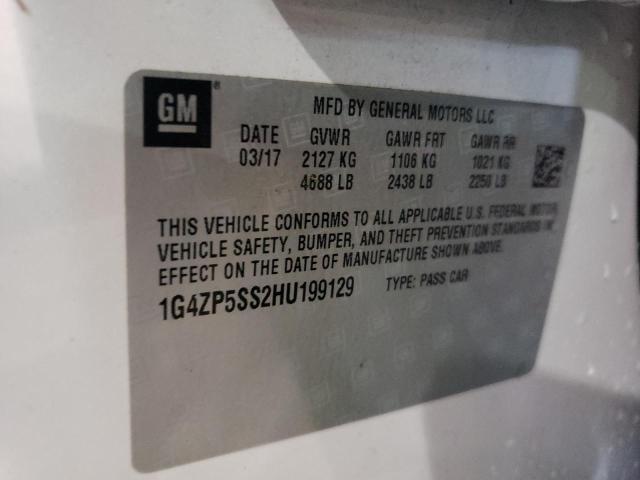 GM ®
MFD BY GENERAL MOTORS LLC
DATE GVWR GAWR FRT GAWR RR
03/17 2127 KG 1106 KG 1021 KG
4688 LB 2438 LB 2250 LB
THIS VEHICLE CONFORMS TO ALL APPLICABLE U.S. FEDERAL MOTOR
VEHICLE SAFETY, BUMPER, AND THEFT PREVENTION STANDARDS IN
EFFECT ON THE DATE OF MANUFACTURE SHOWN ABOVE.
1G4ZP5SS2HU199129 TYPE: PASS CAR